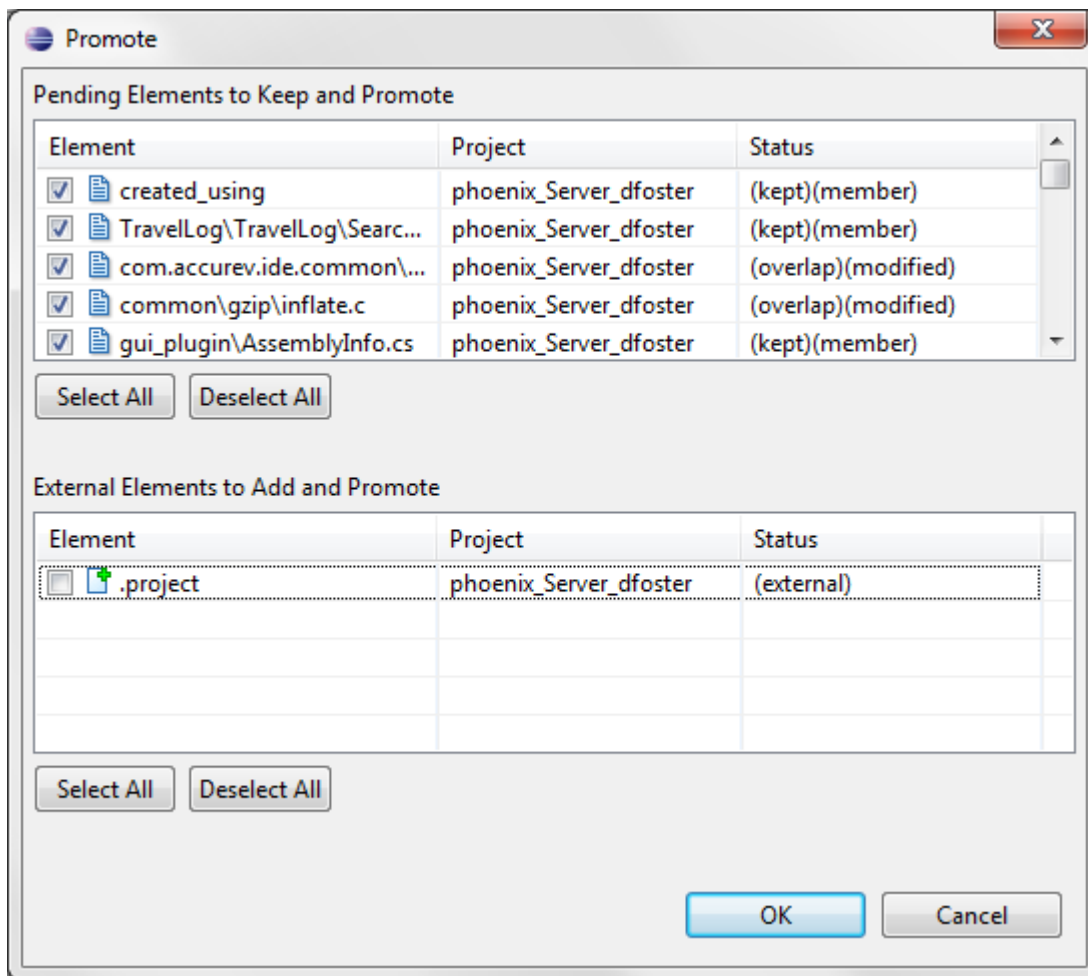 Promote
Pending Elements to Keep and Promote
Element Project Status
created_using phoenix_Server_dfoster (kept)(member)
TravelLog\TravelLog\Searc... phoenix_Server_dfoster (kept)(member)
com.accurev.ide.common\... phoenix_Server_dfoster (overlap)(modified)
common\gzip\inflate.c phoenix_Server_dfoster (overlap)(modified)
gui_plugin\AssemblyInfo.cs phoenix_Server_dfoster (kept)(member)
Select All Deselect All
External Elements to Add and Promote
Element Project Status
.project phoenix_Server_dfoster (external)
Select All Deselect All
OK Cancel